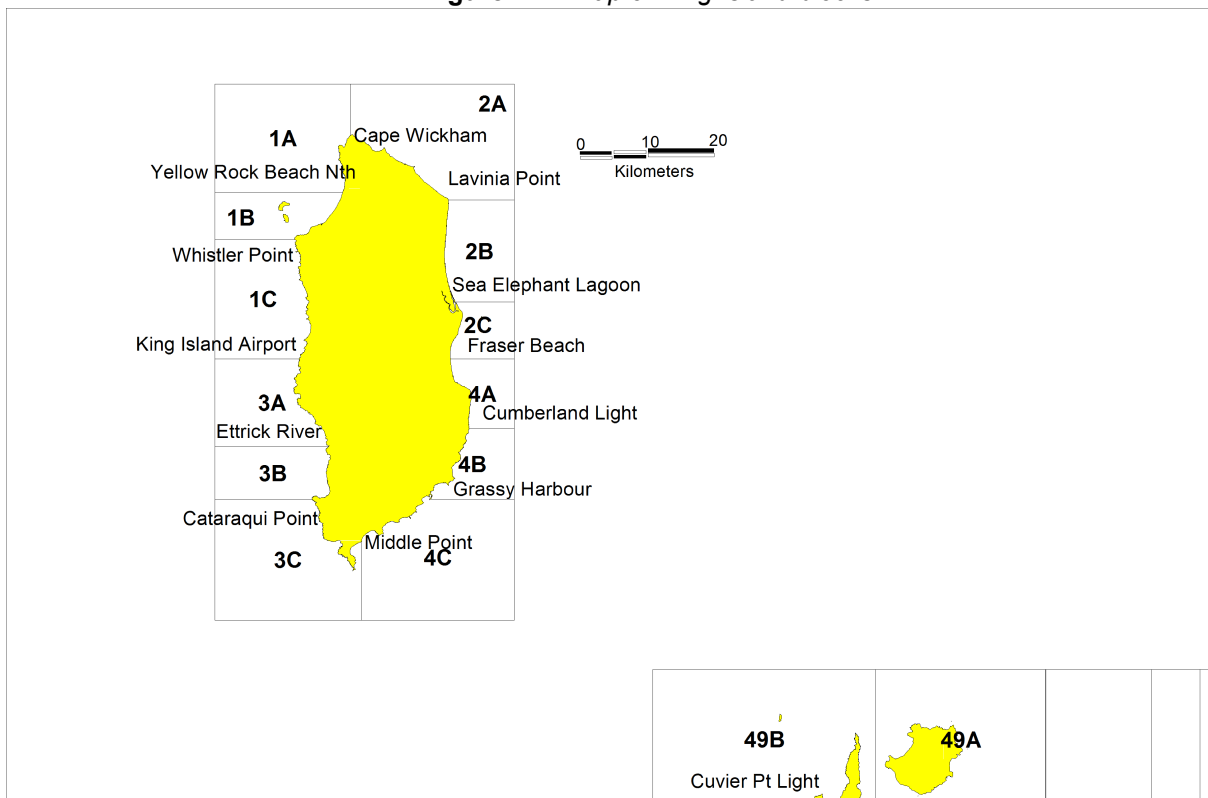 2A
1A
Cape Wickham
0 10 20
Kilometers
Yellow Rock Beach Nth
Lavinia Point
1B
Whistler Point
2B
Sea Elephant Lagoon
1C
2C
King Island Airport
Fraser Beach
4A
3A
Cumberland Light
Ettrick River
4B
3B
Grassy Harbour
Cataraqui Point
Middle Point
4C
3C
49B
49A
Cuvier Pt Light